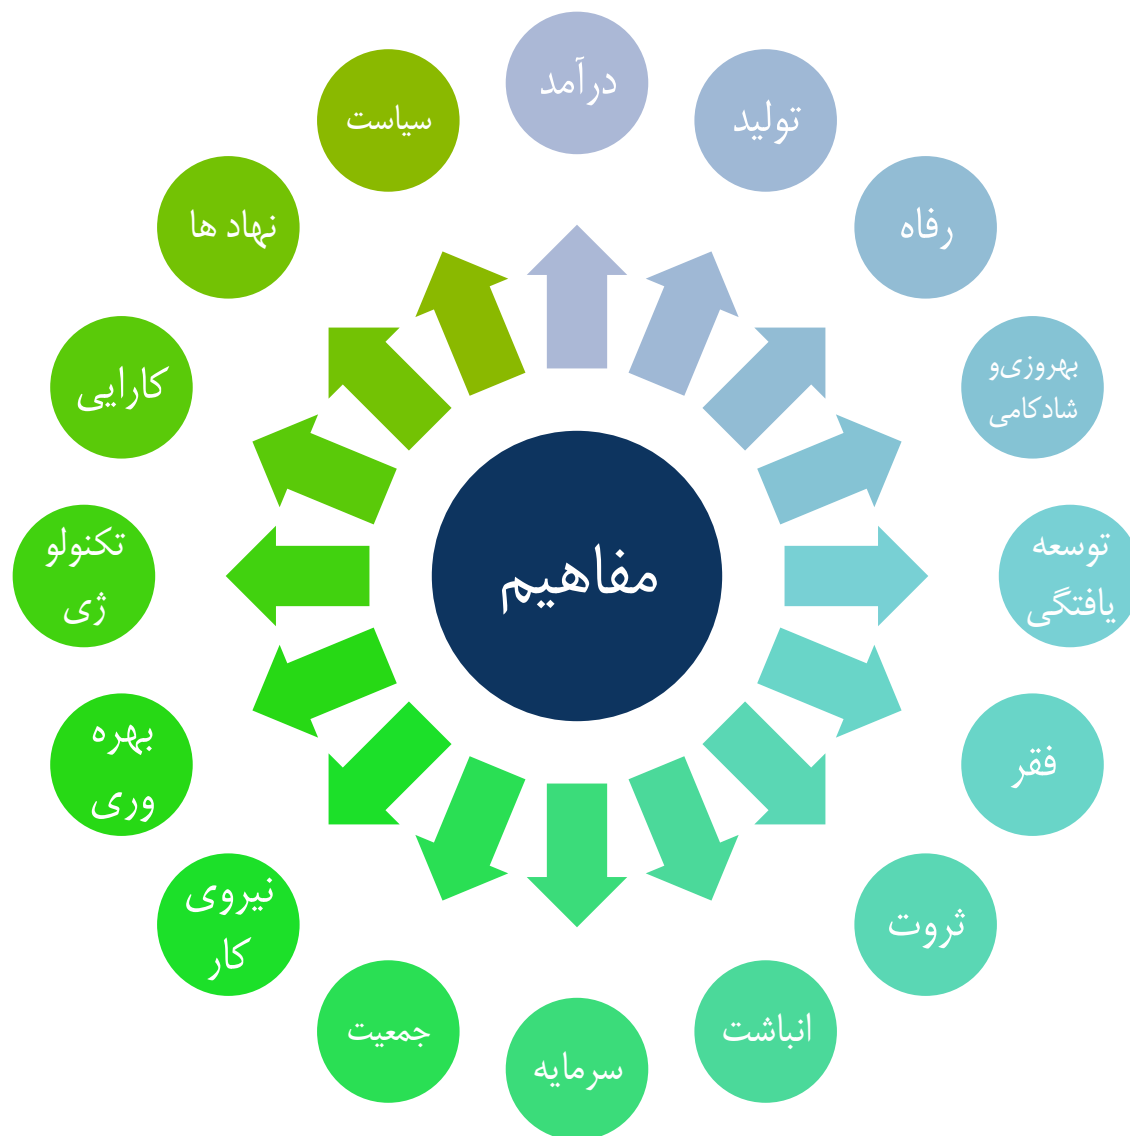 مفاهیم
درآمد
تولید
رفاه
بهروزی و
شادکامی
توسعه
یافتگی
فقر
ثروت
انباشت
سرمایه
جمعیت
نیروی
کار
بهره
وری
تکنولو
ژی
کارایی
نهاد ها
سیاست